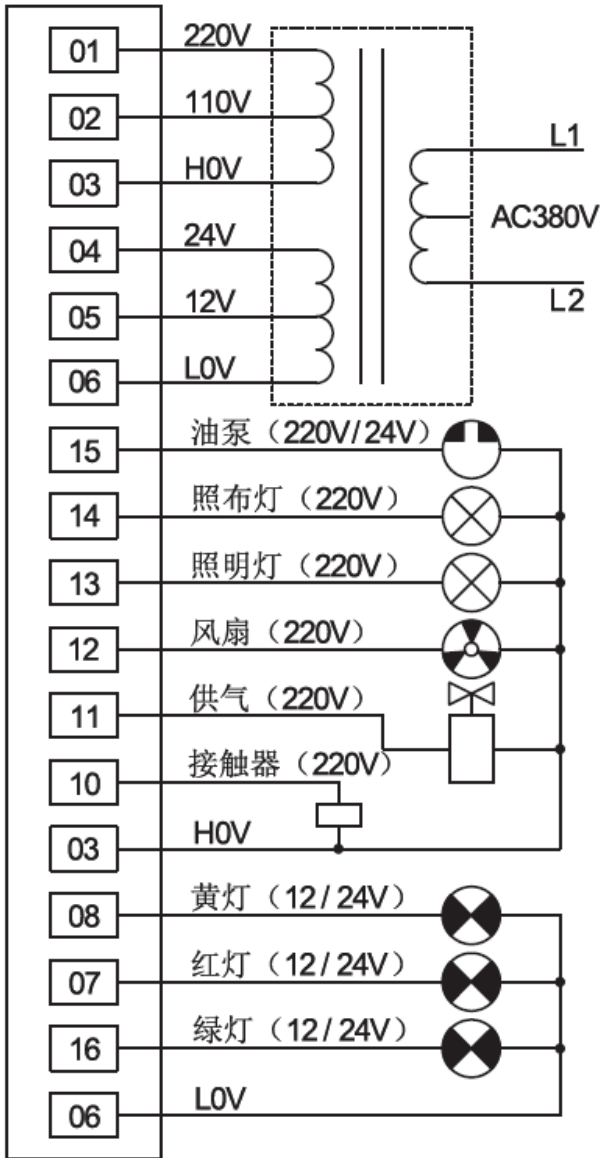 01 220V
02 110V
03 H0V
04 24V
05 12V
06 L0V
L1
AC380V
L2
15 油泵（220V/24V）
14 照布灯（220V）
13 照明灯（220V）
12 风扇（220V）
11 供气（220V）
10 接触器（220V）
03 H0V
08 黄灯（12/24V）
07 红灯（12/24V）
16 绿灯（12/24V）
06 L0V